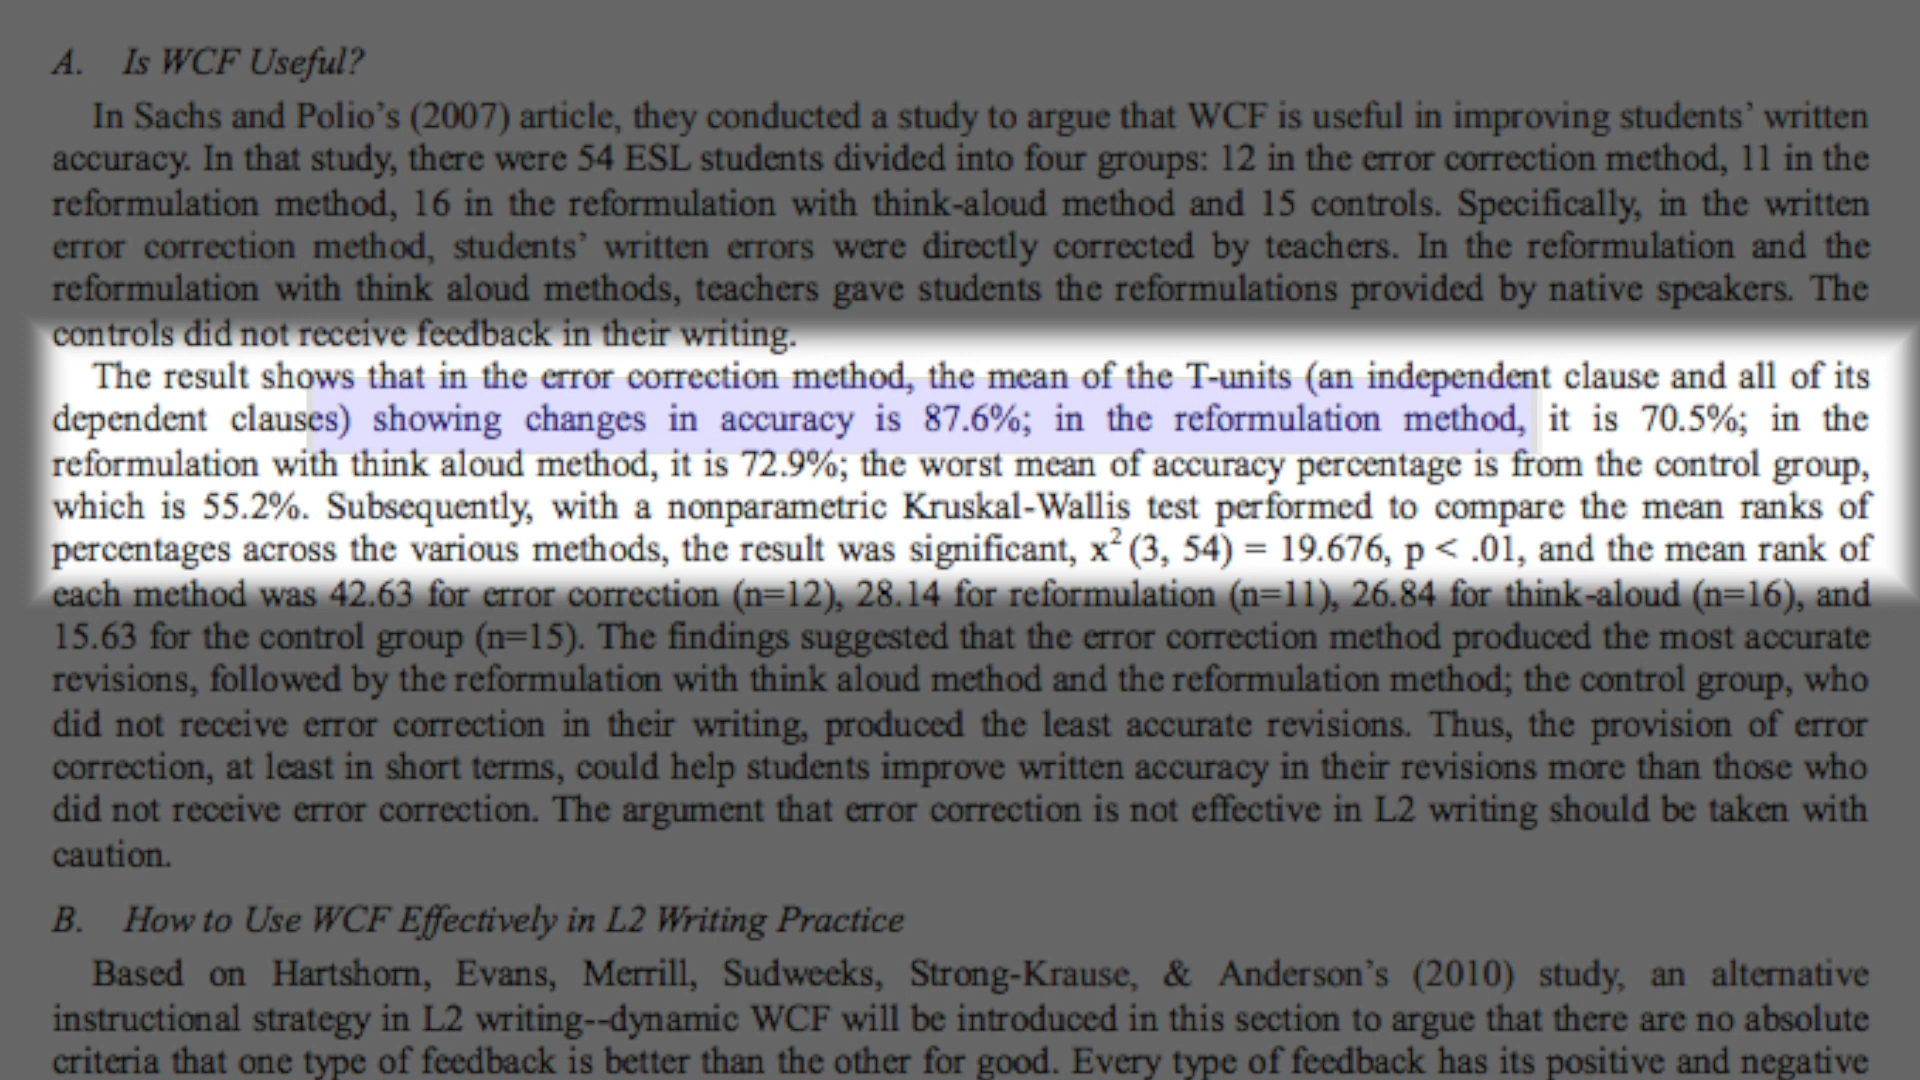 A. Is WCF Useful?
In Sachs and Polio's (2007) article, they conducted a study to argue that WCF is useful in improving students' written
accuracy. In that study, there were 54 ESL students divided into four groups: 12 in the error correction method, 11 in the
reformulation method, 16 in the reformulation with think-aloud method and 15 controls. Specifically, in the written
error correction method, students' written errors were directly corrected by teachers. In the reformulation and the
reformulation with think aloud methods, teachers gave students the reformulations provided by native speakers. The
controls did not receive feedback in their writing.
The result shows that in the error correction method, the mean of the T-units (an independent clause and all of its
dependent clauses) showing changes in accuracy is 87.6%; in the reformulation method, it is 70.5%; in the
reformulation with think aloud method, it is 72.9%; the worst mean of accuracy percentage is from the control group,
which is 55.2%. Subsequently, with a nonparametric Kruskal-Wallis test performed to compare the mean ranks of
percentages across the various methods, the result was significant, x² (3, 54) = 19.676, p < .01, and the mean rank of
each method was 42.63 for error correction (n=12), 28.14 for reformulation (n=11), 26.84 for think-aloud (n=16), and
15.63 for the control group (n=15). The findings suggested that the error correction method produced the most accurate
revisions, followed by the reformulation with think aloud method and the reformulation method; the control group, who
did not receive error correction in their writing, produced the least accurate revisions. Thus, the provision of error
correction, at least in short terms, could help students improve written accuracy in their revisions more than those who
did not receive error correction. The argument that error correction is not effective in L2 writing should be taken with
caution.
B. How to Use WCF Effectively in L2 Writing Practice
Based on Hartshorn, Evans, Merrill, Sudweeks, Strong-Krause, & Anderson's (2010) study, an alternative
instructional strategy in L2 writing--dynamic WCF will be introduced in this section to argue that there are no absolute
criteria that one type of feedback is better than the other for good. Every type of feedback has its positive and negative